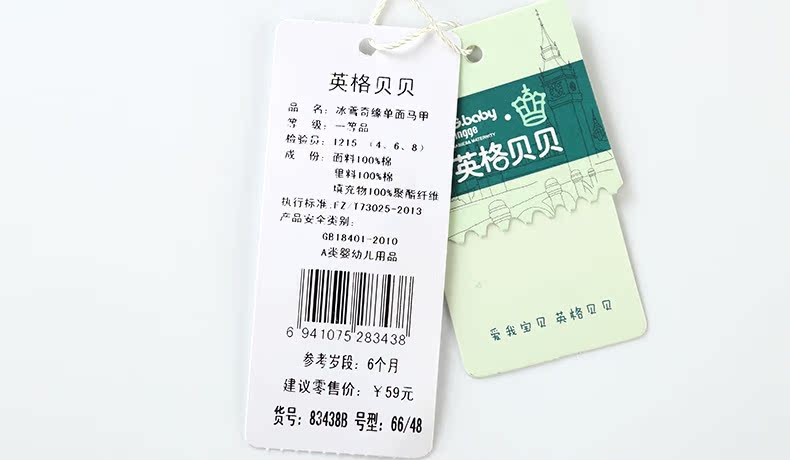 英格贝贝
品 名：冰鸢奇缘单面马甲
等 级：一等品
检验员：1215 （4、6、8）
成 份：面料100%棉
里料100%棉
填充物100%聚酯纤维
执行标准.FZ/T73025-2013
产品安全类别：
GB18401-2010
A类婴幼儿用品
6 941075 283438
参考岁段：6个月
建议零售价：￥59元
货号：83438B 号型：66/48
s.baby
ingge
MATERNITY
英格贝贝
爱我宝贝 英格贝贝